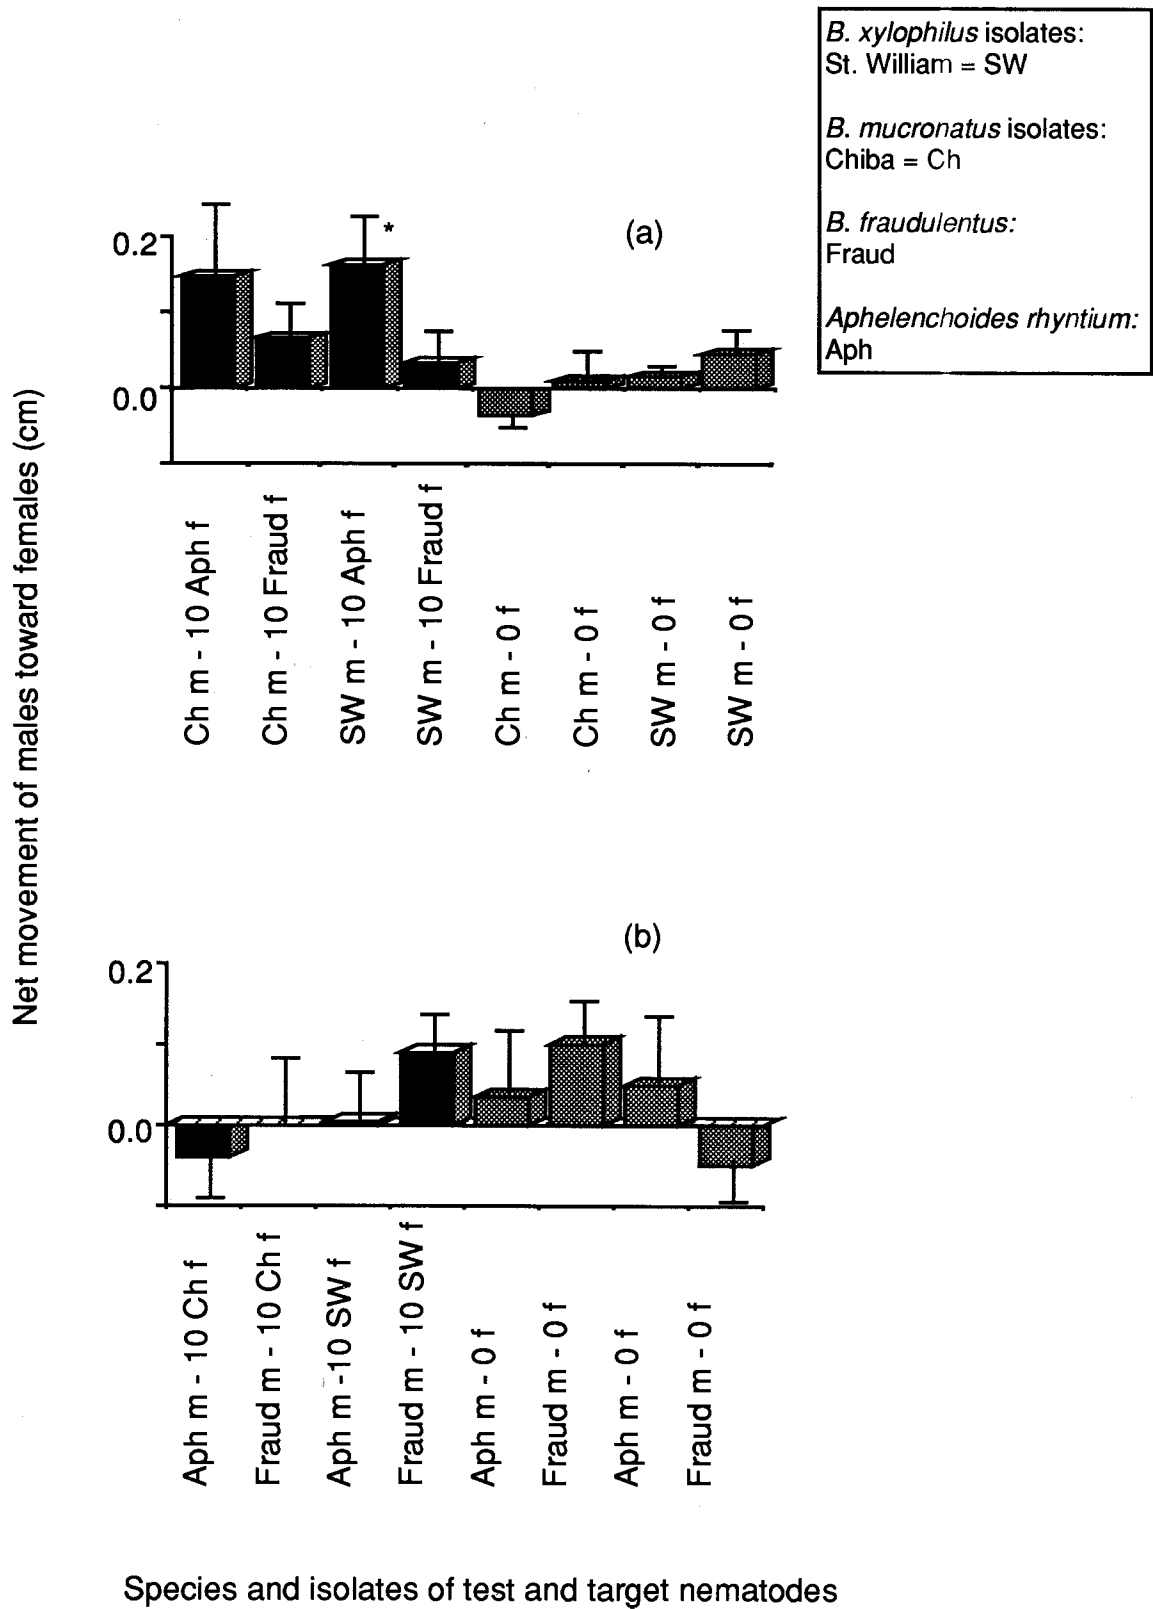 B. xylophilus isolates:
St. William = SW
B. mucronatus isolates:
Chiba = Ch
B. fraudulentus:
Fraud
Aphelenchoides rhyntium:
Aph
Net movement of males toward females (cm)
(a)
0.2
*
0.0
Ch m - 10 Aph f
Ch m - 10 Fraud f
SW m - 10 Aph f
SW m - 10 Fraud f
Ch m - 0 f
Ch m - 0 f
SW m - 0 f
SW m - 0 f
(b)
0.2
0.0
Aph m - 10 Ch f
Fraud m - 10 Ch f
Aph m -10 SW f
Fraud m - 10 SW f
Aph m - 0 f
Fraud m - 0 f
Aph m - 0 f
Fraud m - 0 f
Species and isolates of test and target nematodes